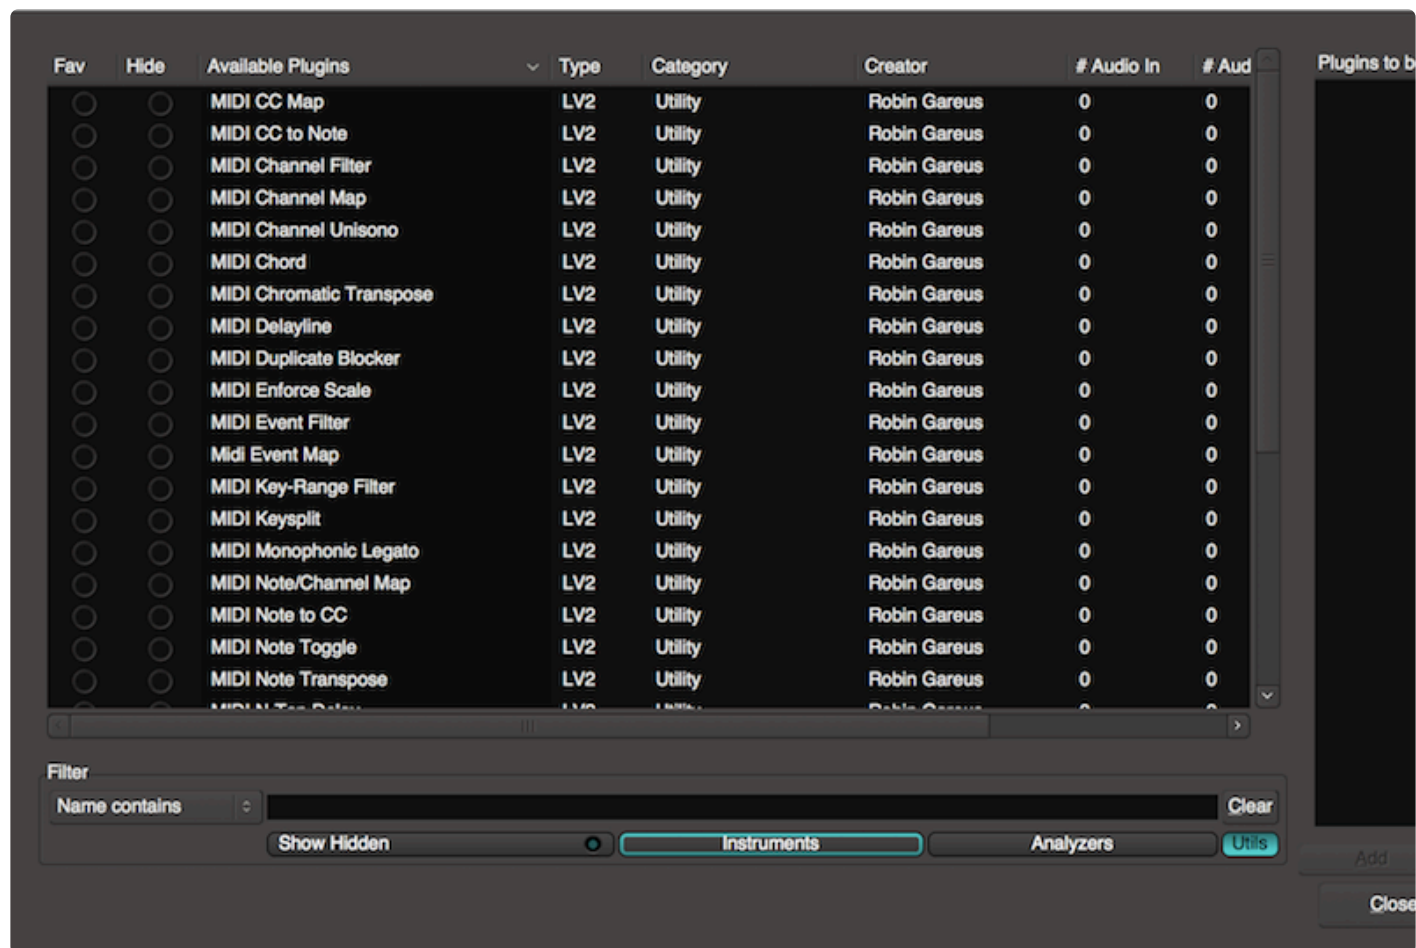 Fav Hide Available Plugins Type Category Creator # Audio In # Aud Plugins to b
MIDI CC Map LV2 Utility Robin Gareus 0 0
MIDI CC to Note LV2 Utility Robin Gareus 0 0
MIDI Channel Filter LV2 Utility Robin Gareus 0 0
MIDI Channel Map LV2 Utility Robin Gareus 0 0
MIDI Channel Unisono LV2 Utility Robin Gareus 0 0
MIDI Chord LV2 Utility Robin Gareus 0 0
MIDI Chromatic Transpose LV2 Utility Robin Gareus 0 0
MIDI Delayline LV2 Utility Robin Gareus 0 0
MIDI Duplicate Blocker LV2 Utility Robin Gareus 0 0
MIDI Enforce Scale LV2 Utility Robin Gareus 0 0
MIDI Event Filter LV2 Utility Robin Gareus 0 0
Midi Event Map LV2 Utility Robin Gareus 0 0
MIDI Key-Range Filter LV2 Utility Robin Gareus 0 0
MIDI Keysplit LV2 Utility Robin Gareus 0 0
MIDI Monophonic Legato LV2 Utility Robin Gareus 0 0
MIDI Note/Channel Map LV2 Utility Robin Gareus 0 0
MIDI Note to CC LV2 Utility Robin Gareus 0 0
MIDI Note Toggle LV2 Utility Robin Gareus 0 0
MIDI Note Transpose LV2 Utility Robin Gareus 0 0
Filter
Name contains Clear
Show Hidden Instruments Analyzers Utils
Add
Close